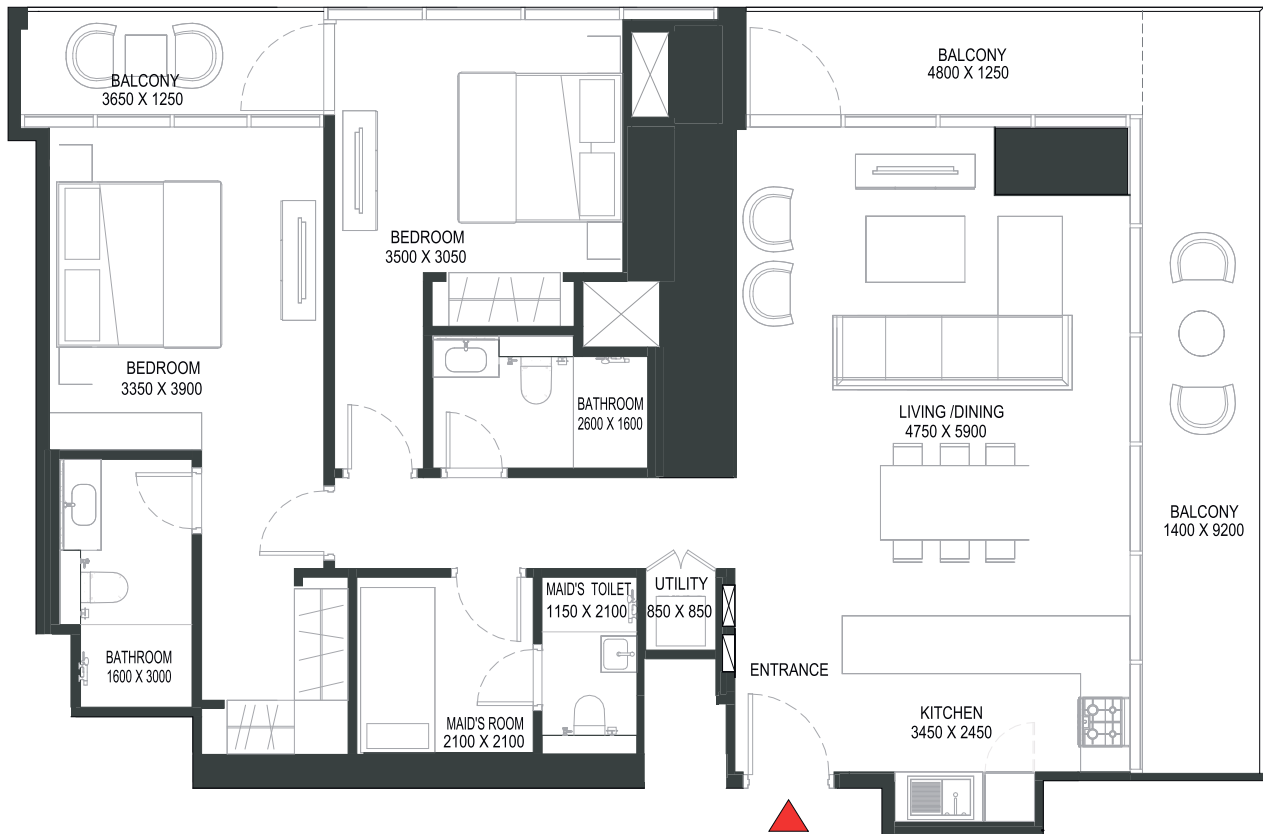 BALCONY
3650 X 1250
BALCONY
4800 X 1250
BEDROOM
3500 X 3050
BEDROOM
3350 X 3900
BATHROOM
2600 X 1600
LIVING /DINING
4750 X 5900
BALCONY
1400 X 9200
MAID'S TOILET
1150 X 2100
UTILITY
850 X 850
BATHROOM
1600 X 3000
ENTRANCE
MAID'S ROOM
2100 X 2100
KITCHEN
3450 X 2450